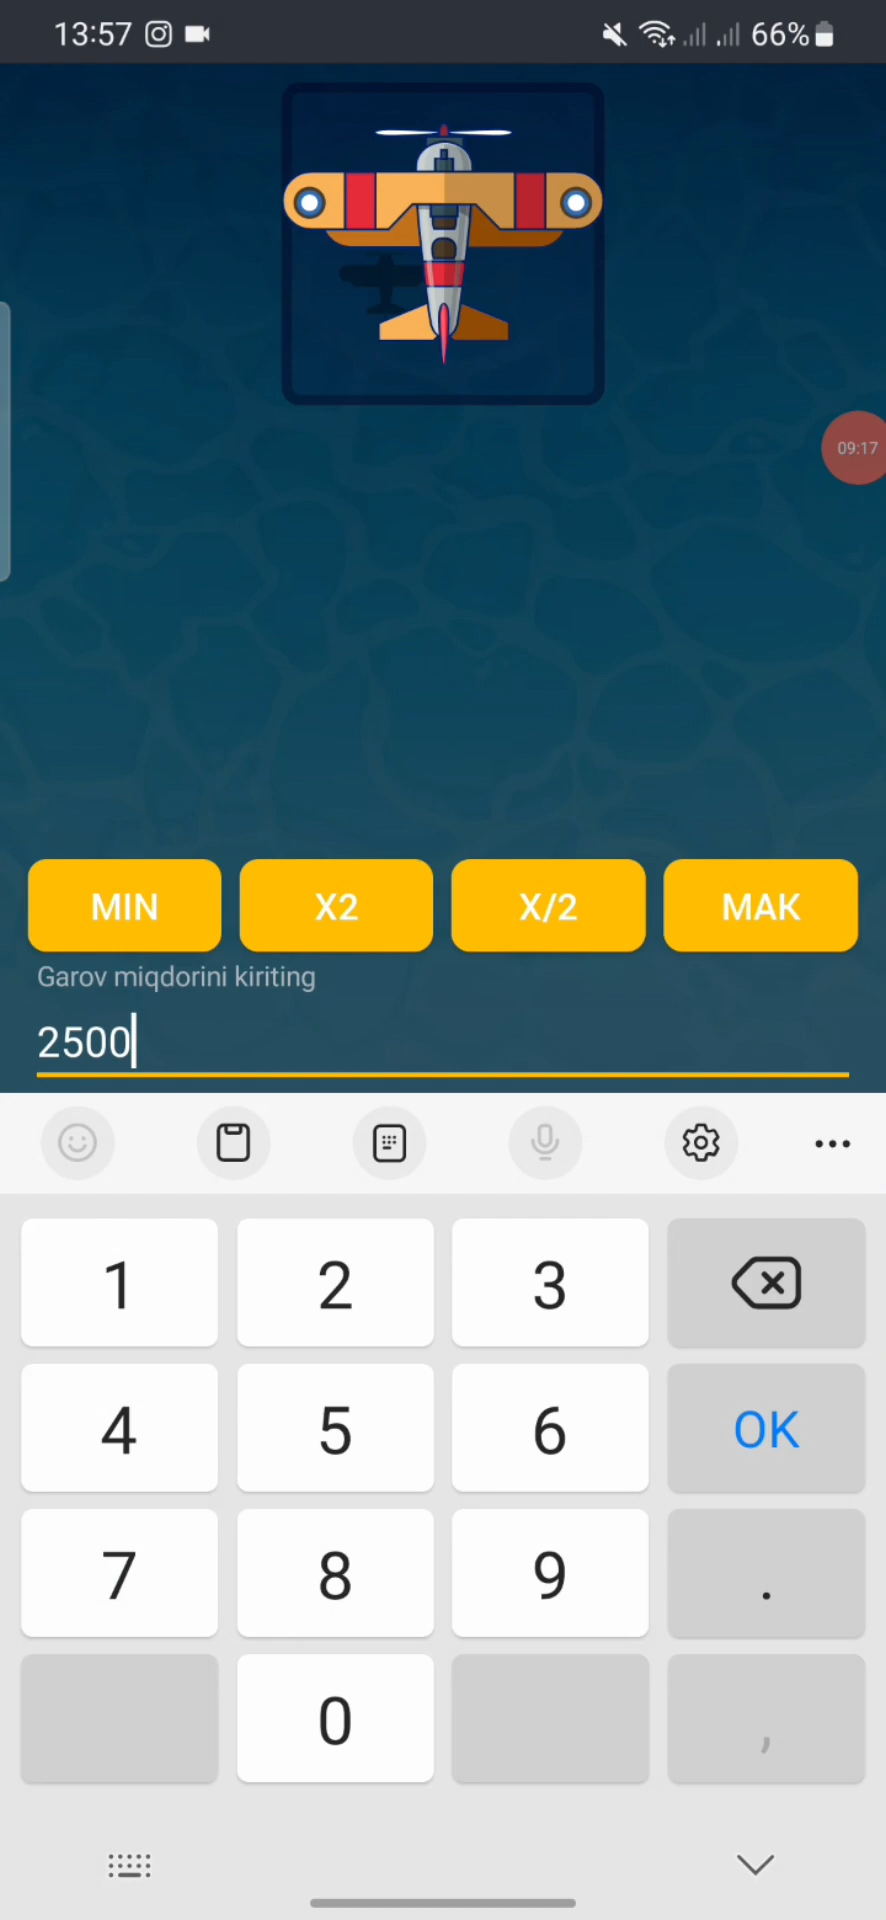 13:57 66%
09:17
MIN X2 X/2 MAK
Garov miqdorini kiriting
2500
1 2 3
4 5 6 OK
7 8 9 .
0 ,